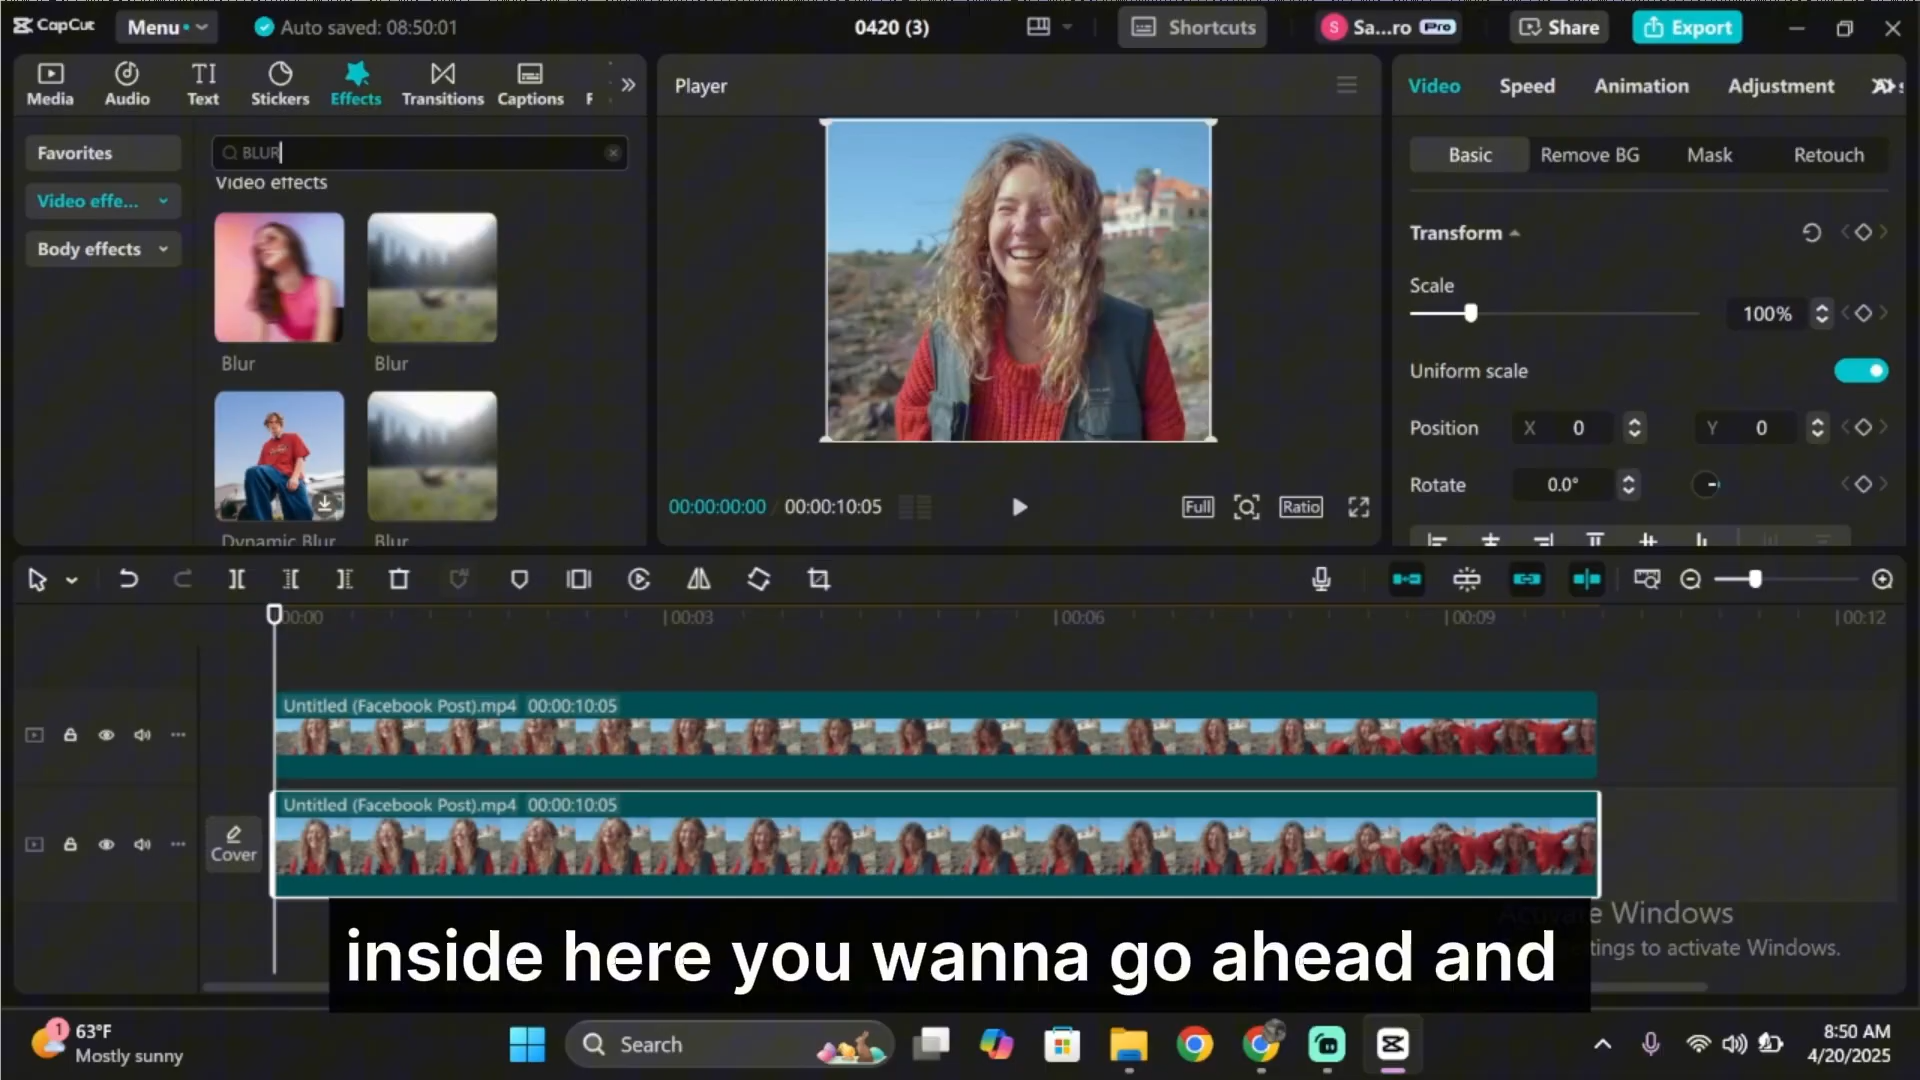 CapCut
Menu
Auto saved: 08:50:01
0420 (3)
Shortcuts
S
Sa...ro
Pro
Share
Export
Media
Audio
TI
Text
Stickers
Effects
Transitions
Captions
F
Player
Video
Speed
Animation
Adjustment
Favorites
BLUR
Video effe...
Video effects
Body effects
Basic
Remove BG
Mask
Retouch
Transform
Scale
100%
Uniform scale
Position
X 0
Y 0
Rotate
0.0°
Blur
Blur
Dynamic Blur
Blur
00:00:00:00 / 00:00:10:05
Full
Ratio
00:00
00:03
00:06
00:09
00:12
Untitled (Facebook Post).mp4 00:00:10:05
Untitled (Facebook Post).mp4 00:00:10:05
Cover
e Windows
tings to activate Windows.
inside here you wanna go ahead and
1
63°F
Mostly sunny
Search
8:50 AM
4/20/2025